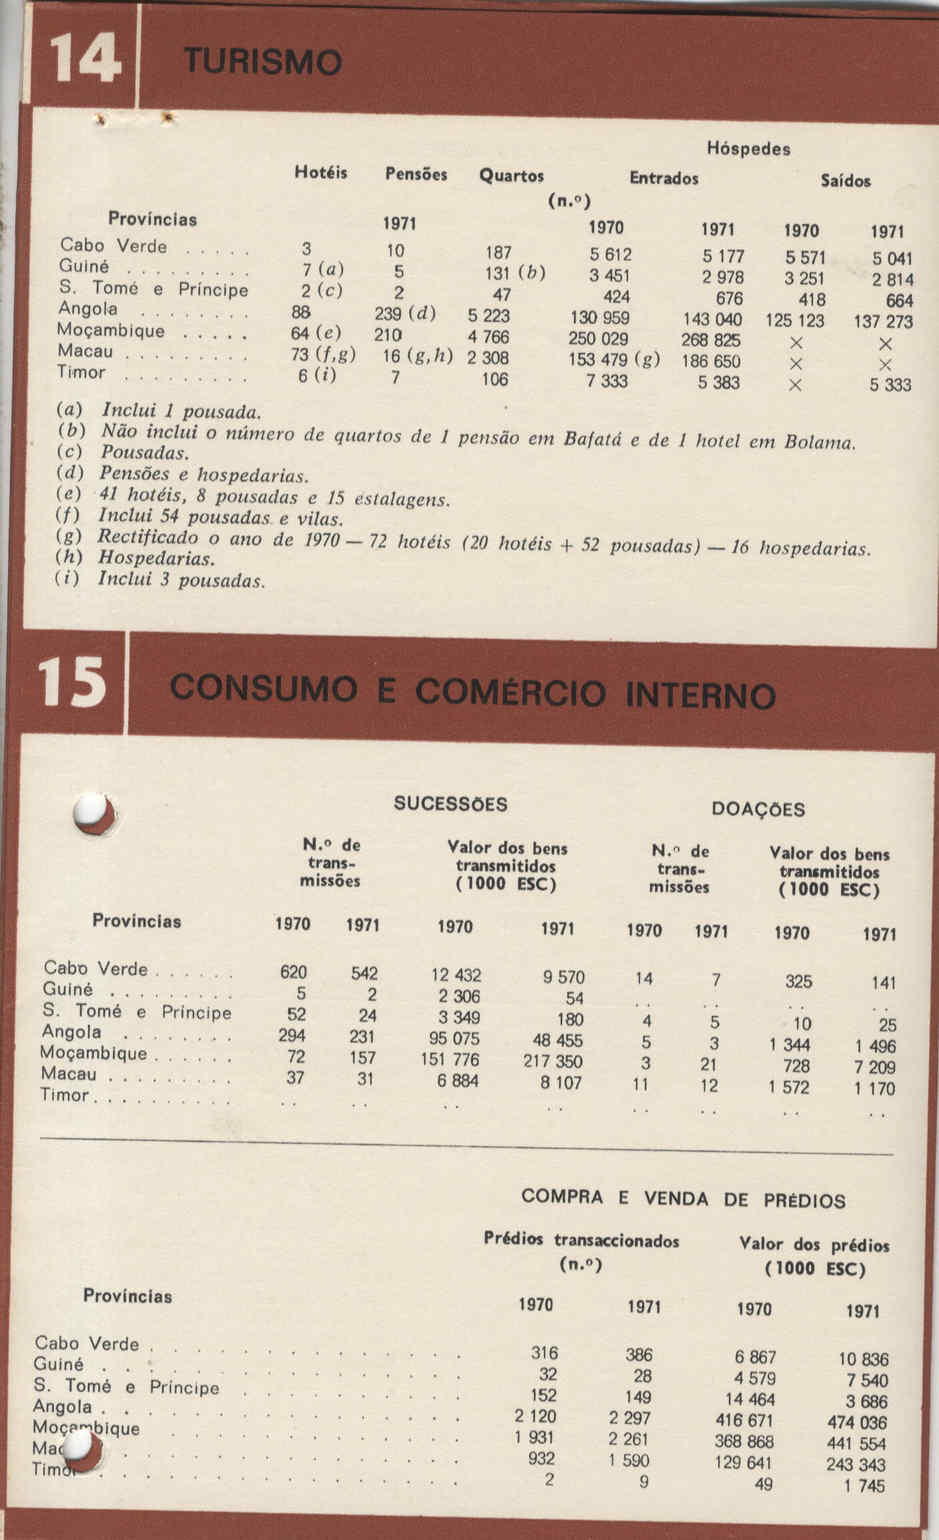 14 TURISMO
Hóspedes
Hotéis Pensões Quartos Entrados Saídos
(n.º)
Províncias 1971 1970 1971 1970 1971
Cabo Verde . . . . . 3 10 187 5 612 5 177 5 571 5 041
Guiné . . . . . . . . . 7 (a) 5 131 (b) 3 451 2 978 3 251 2 814
S. Tomé e Príncipe 2 (c) 2 47 424 676 418 664
Angola . . . . . . . . 88 239 (d) 5 223 130 959 143 040 125 123 137 273
Moçambique . . . . . 64 (e) 210 4 766 250 029 268 825 × ×
Macau . . . . . . . . . 73 (f,g) 16 (g,h) 2 308 153 479 (g) 186 650 × ×
Timor . . . . . . . . . 6 (i) 7 106 7 333 5 383 × 5 333
(a) Inclui 1 pousada.
(b) Não inclui o número de quartos de 1 pensão em Bafatá e de 1 hotel em Bolama.
(c) Pousadas.
(d) Pensões e hospedarias.
(e) 41 hotéis, 8 pousadas e 15 estalagens.
(f) Inclui 54 pousadas e vilas.
(g) Rectificado o ano de 1970 — 72 hotéis (20 hotéis + 52 pousadas) — 16 hospedarias.
(h) Hospedarias.
(i) Inclui 3 pousadas.
15 CONSUMO E COMÉRCIO INTERNO
SUCESSÕES DOAÇÕES
N.º de Valor dos bens N.º de Valor dos bens
trans- transmitidos trans- transmitidos
missões (1000 ESC) missões (1000 ESC)
Províncias 1970 1971 1970 1971 1970 1971 1970 1971
Cabo Verde . . . . . . 620 542 12 432 9 570 14 7 325 141
Guiné . . . . . . . . . 5 2 2 306 54 . . . . . . . .
S. Tomé e Príncipe 52 24 3 349 180 4 5 10 25
Angola . . . . . . . . 294 231 95 075 48 455 5 3 1 344 1 496
Moçambique . . . . . . 72 157 151 776 217 350 3 21 728 7 209
Macau . . . . . . . . . 37 31 6 884 8 107 11 12 1 572 1 170
Timor . . . . . . . . . . . . . . . . . . . . . . . . . .
COMPRA E VENDA DE PRÉDIOS
Prédios transaccionados Valor dos prédios
(n.º) (1000 ESC)
Províncias 1970 1971 1970 1971
Cabo Verde . . . . . . . . . . . . . . 316 386 6 867 10 836
Guiné . . . . . . . . . . . . . . . . 32 28 4 579 7 540
S. Tomé e Príncipe . . . . . . . . . . 152 149 14 464 3 686
Angola . . . . . . . . . . . . . . . . 2 120 2 297 416 671 474 036
Moçambique . . . . . . . . . . . . . 1 931 2 261 368 868 441 554
Mac . . . . . . . . . . . . . . . 932 1 590 129 641 243 343
Timor . . . . . . . . . . . . . . . . 2 9 49 1 745